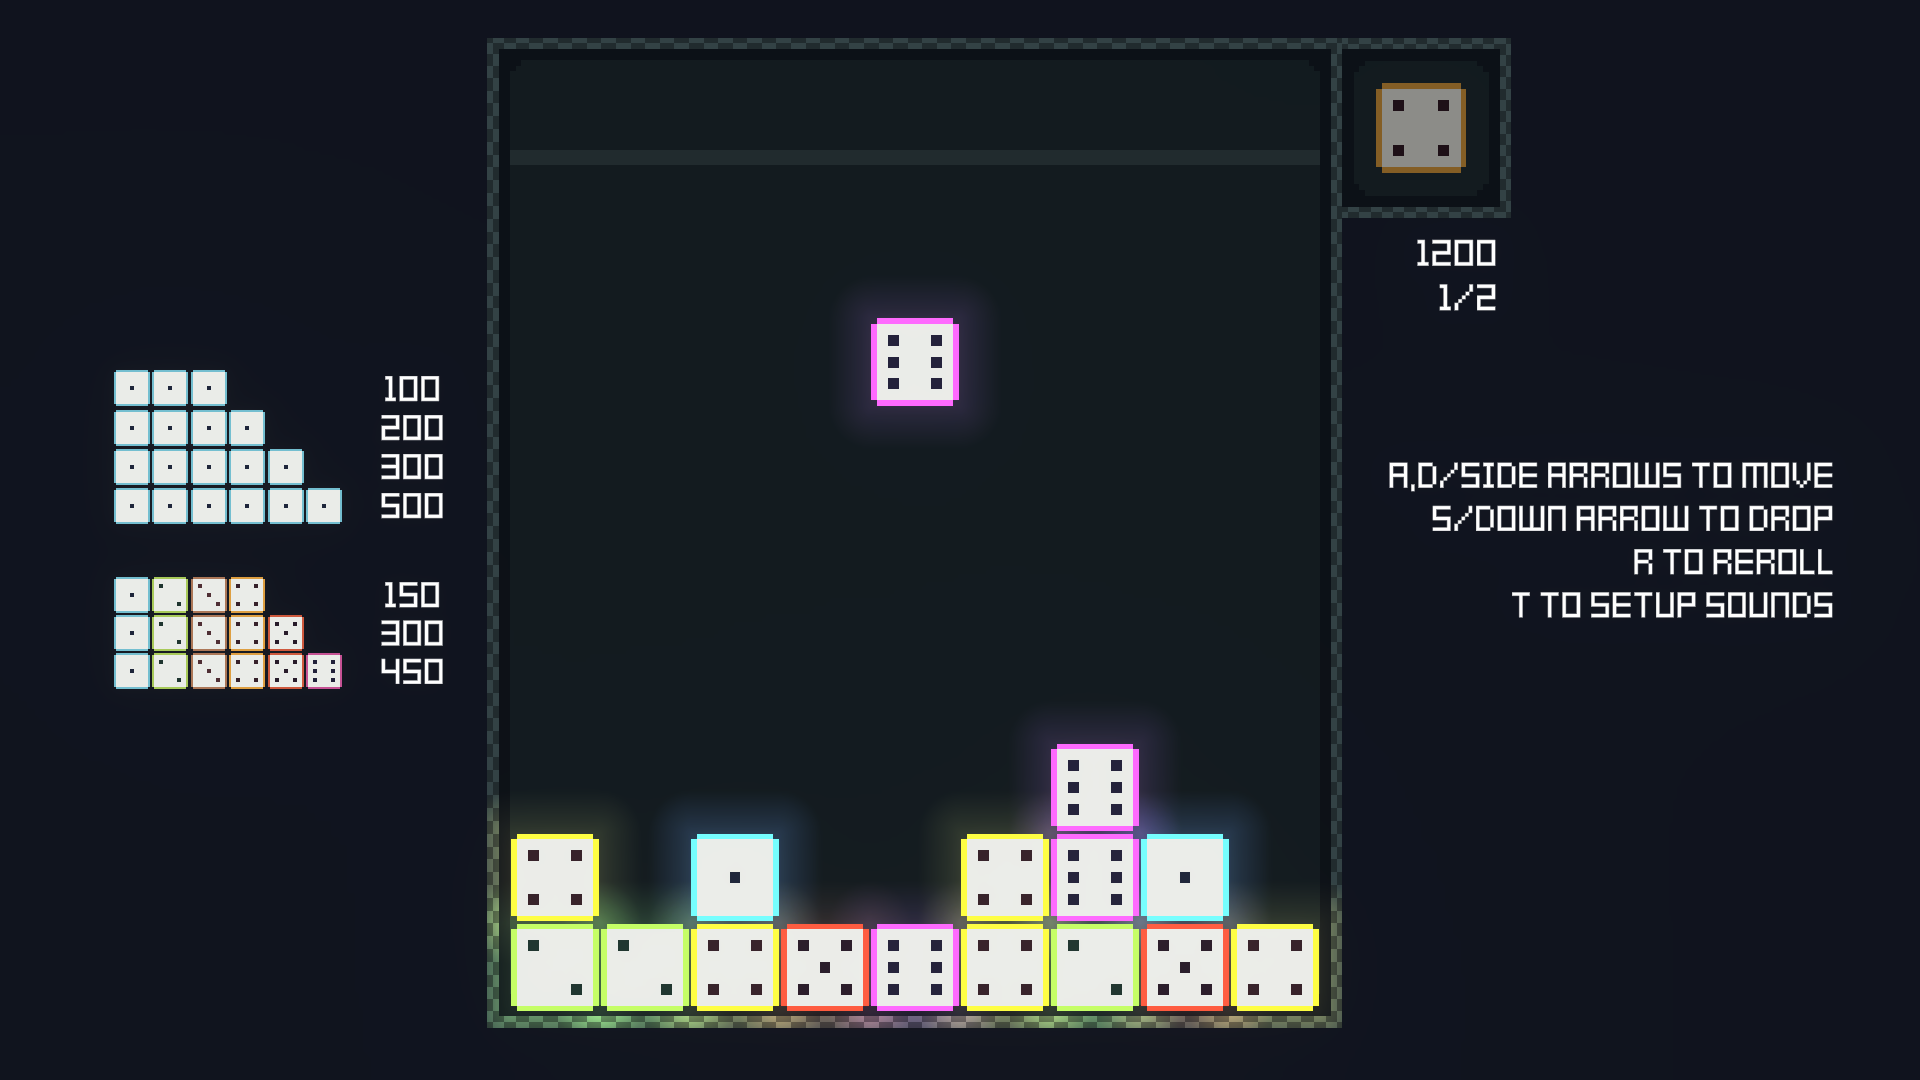 1200
1/2
100
200
300
500
150
300
450
A,D/SIDE ARROWS TO MOVE
S/DOWN ARROW TO DROP
R TO REROLL
T TO SETUP SOUNDS